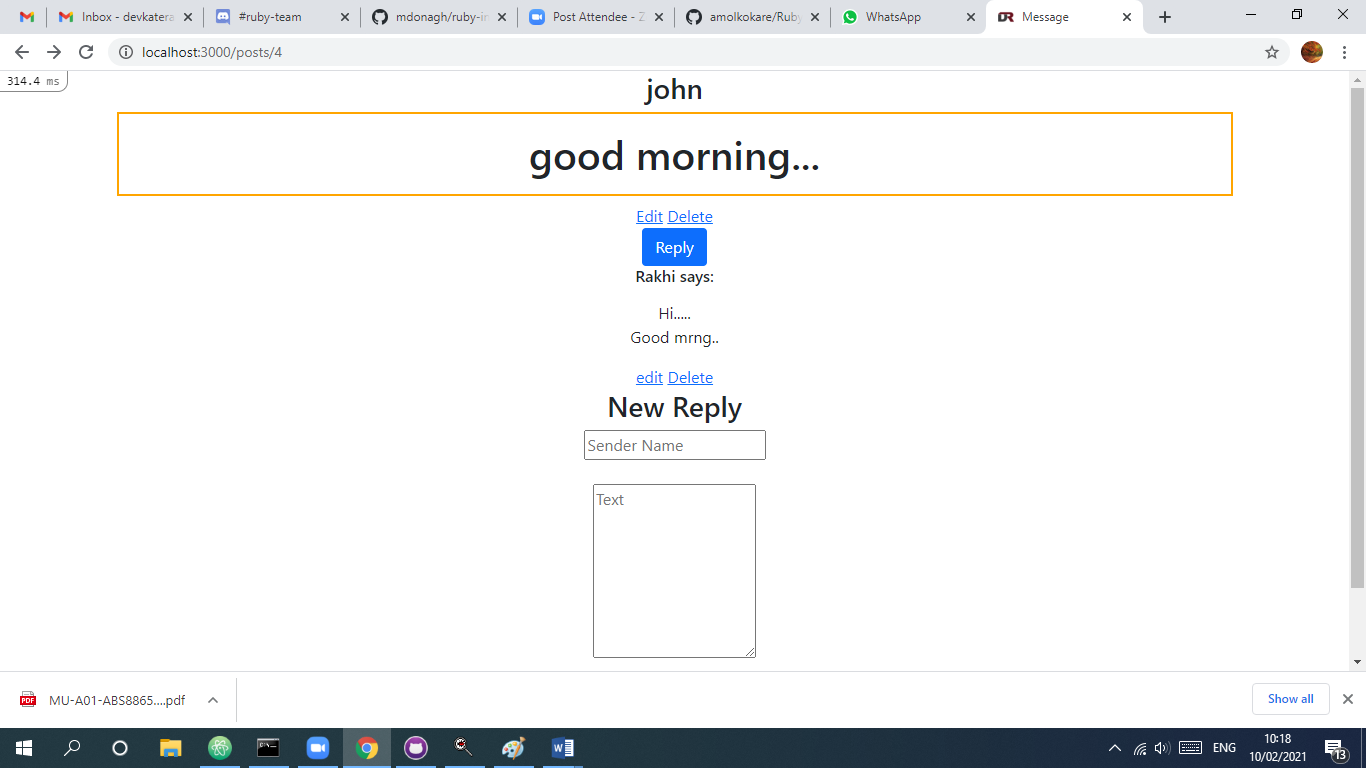 Inbox - devkatera
#ruby-team
mdonagh/ruby-in
Post Attendee - Z
amolkokare/Ruby
WhatsApp
Message
localhost:3000/posts/4
314.4 ms
john
good morning...
Edit Delete
Reply
Rakhi says:
Hi.....
Good mrng..
edit Delete
New Reply
Sender Name
Text
MU-A01-ABS8865....pdf
Show all
ENG
10:18
10/02/2021
13